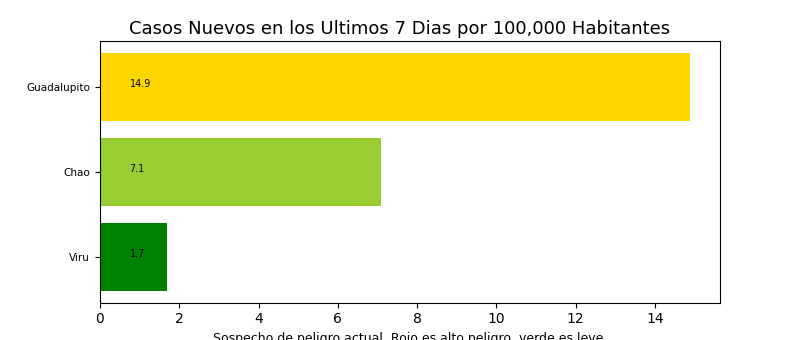 Casos Nuevos en los Ultimos 7 Dias por 100,000 Habitantes
Guadalupito
14.9
Chao
7.1
Viru
1.7
0 2 4 6 8 10 12 14
Sospecho de peligro actual. Rojo es alto peligro, verde es leve